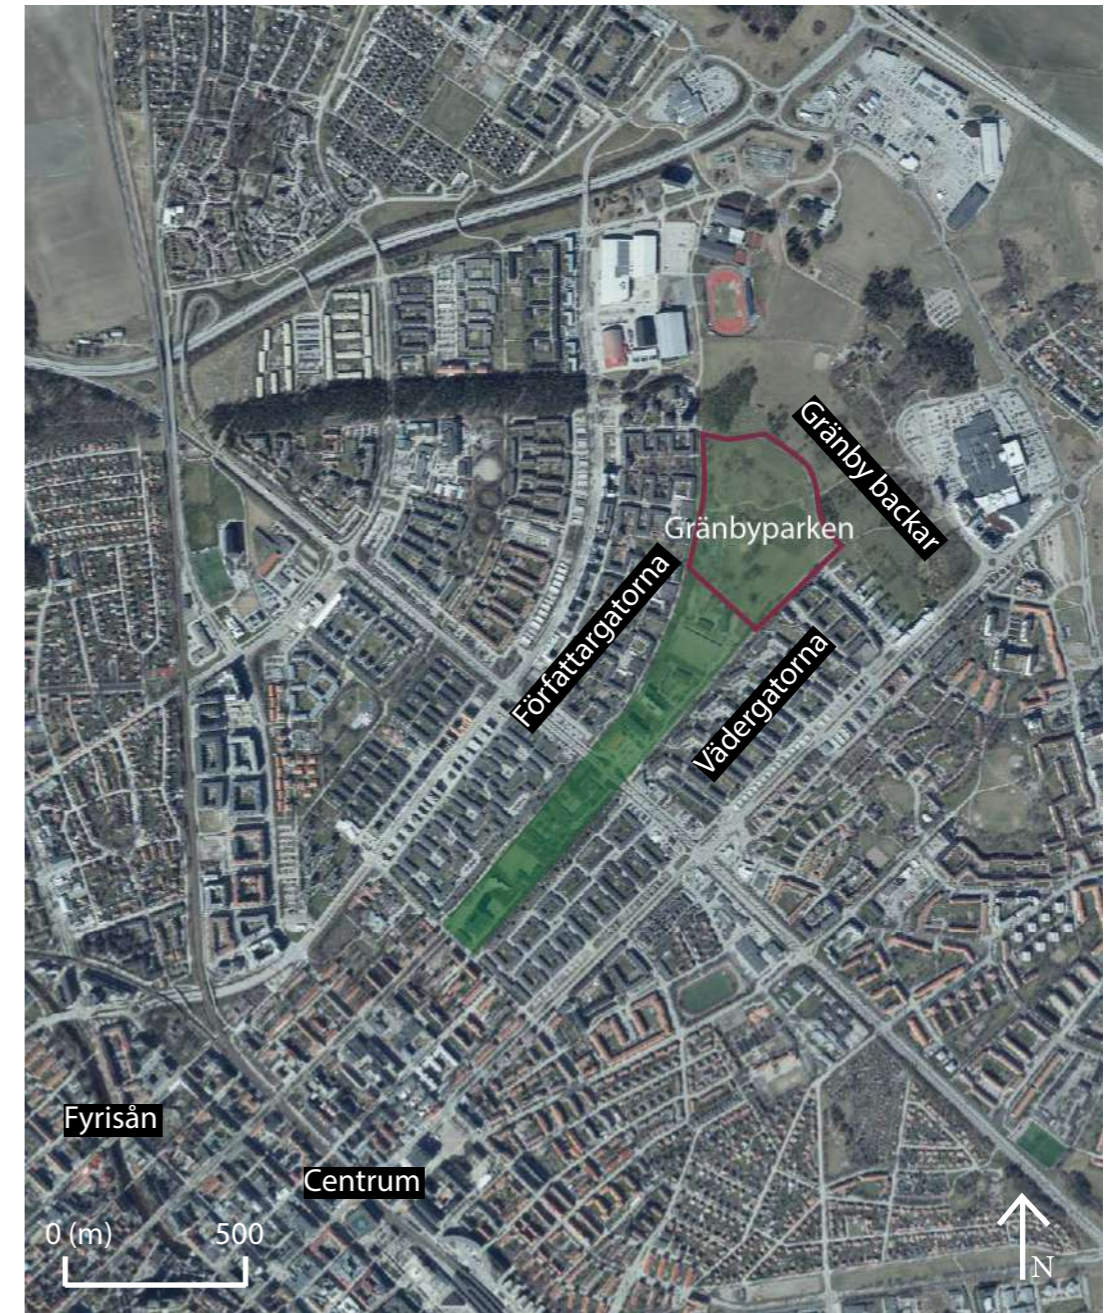 Gränby backar
Gränbyparken
Författargatorna
Vädergatorna
Fyrisån
Centrum
0 (m) 500
N